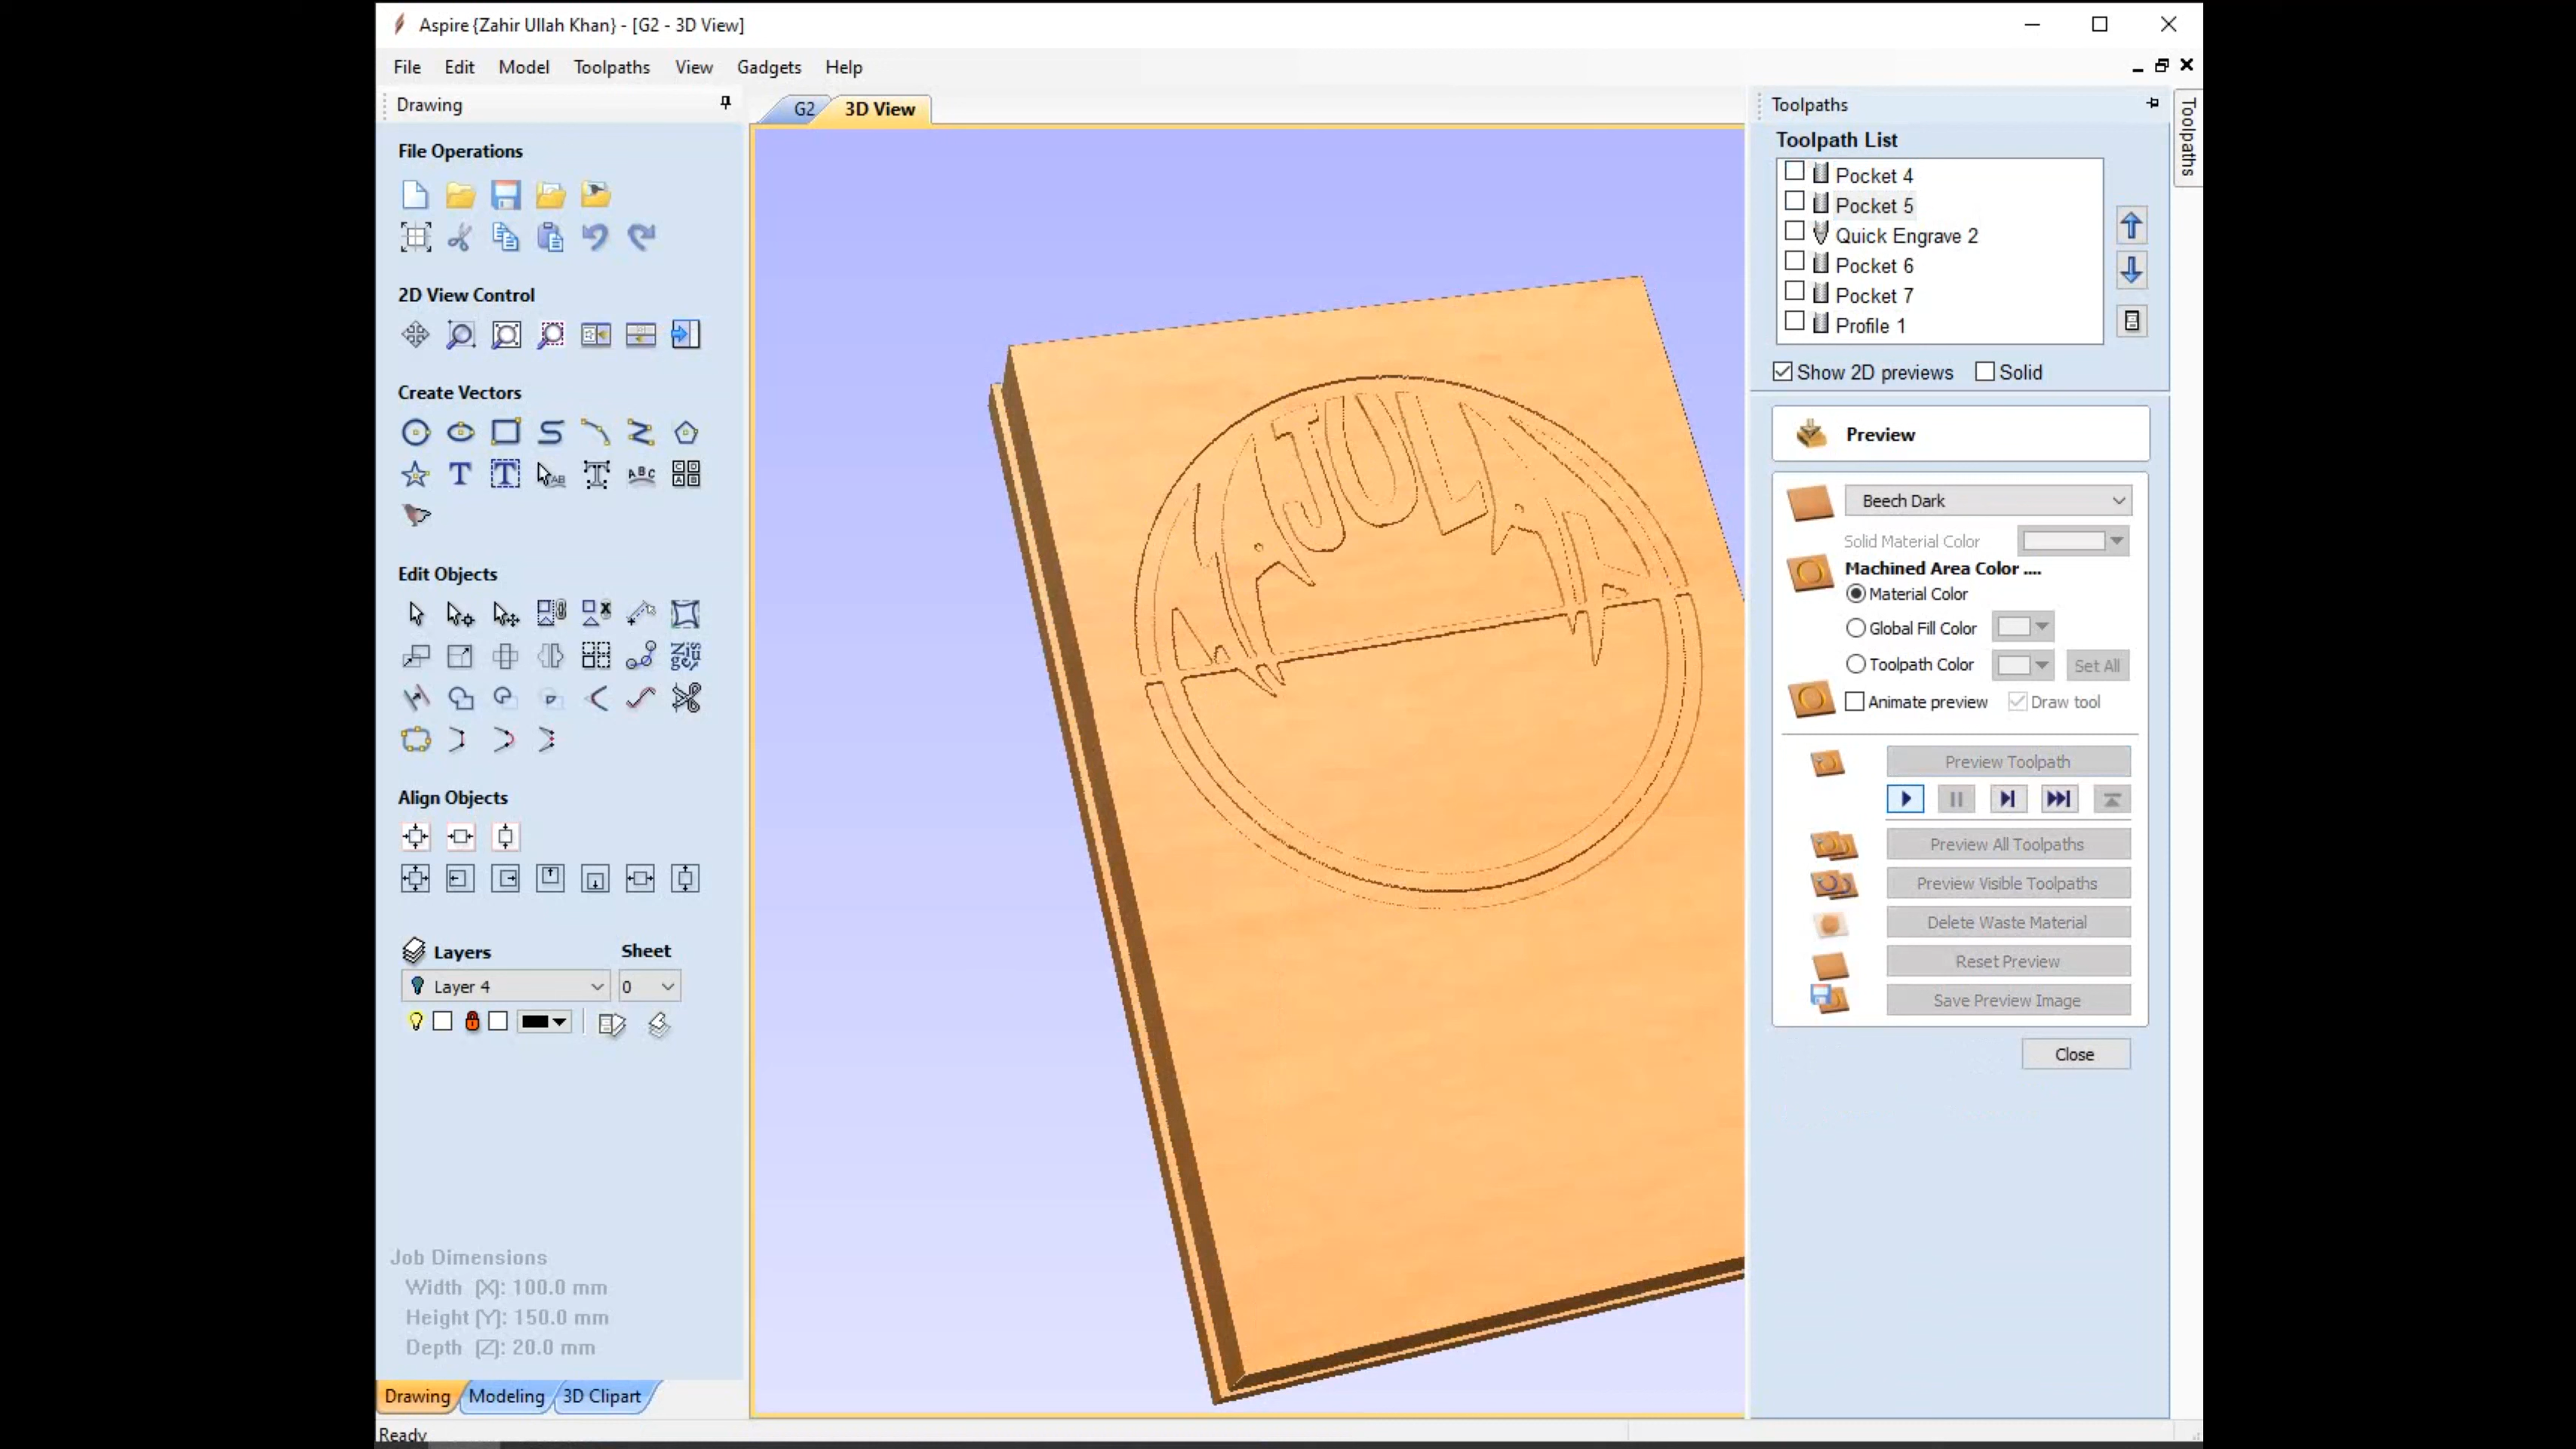 Aspire {Zahir Ullah Khan} - [G2 - 3D View]
File Edit Model Toolpaths View Gadgets Help
Drawing
File Operations
2D View Control
Create Vectors
Edit Objects
Align Objects
Layers Sheet
Layer 4 0
Job Dimensions
Width (X): 100.0 mm
Height (Y): 150.0 mm
Depth (Z): 20.0 mm
Drawing Modeling 3D Clipart
Ready
G2 3D View
Toolpaths
Toolpaths
Toolpath List
Pocket 4
Pocket 5
Quick Engrave 2
Pocket 6
Pocket 7
Profile 1
Show 2D previews Solid
Preview
Beech Dark
Solid Material Color
Machined Area Color ....
Material Color
Global Fill Color
Toolpath Color Set All
Animate preview Draw tool
Preview Toolpath
Preview All Toolpaths
Preview Visible Toolpaths
Delete Waste Material
Reset Preview
Save Preview Image
Close